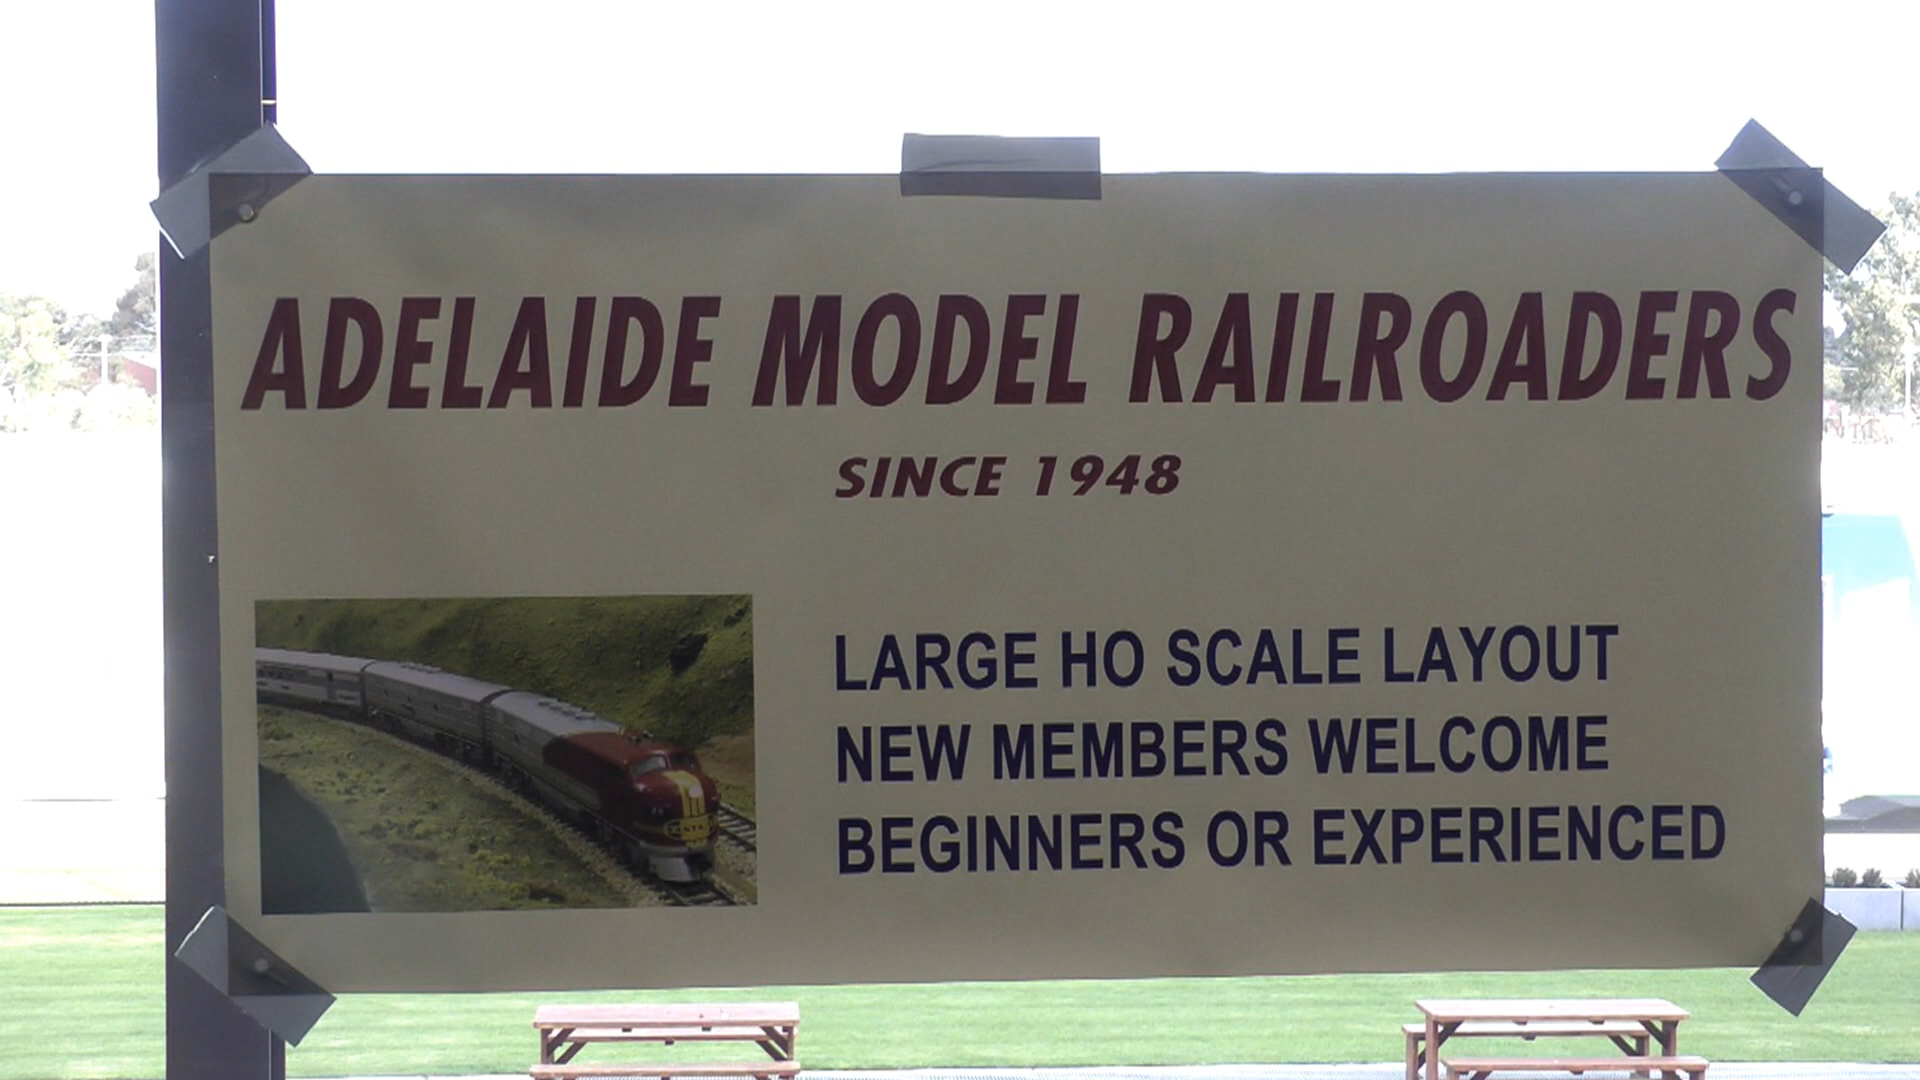 ADELAIDE MODEL RAILROADERS
SINCE 1948
LARGE HO SCALE LAYOUT
NEW MEMBERS WELCOME
BEGINNERS OR EXPERIENCED